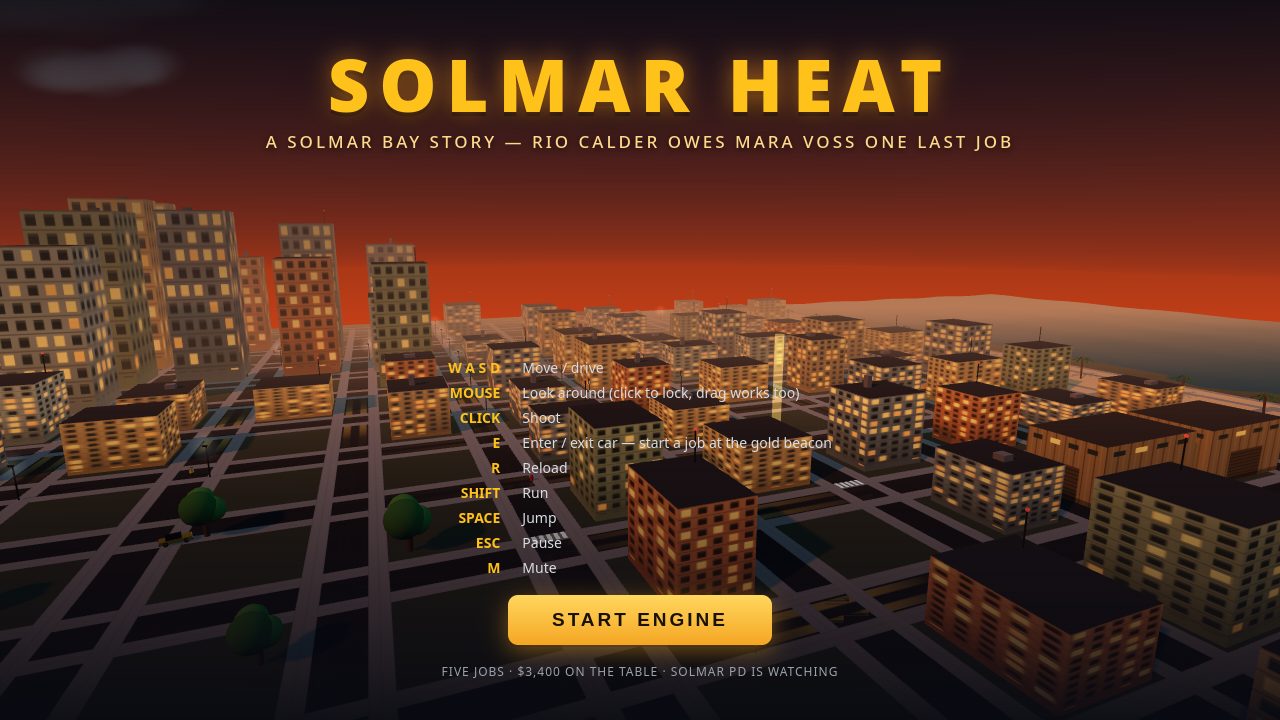 SOLMAR HEAT
A SOLMAR BAY STORY — RIO CALDER OWES MARA VOSS ONE LAST JOB
W A S D Move / drive
MOUSE Look around (click to lock, drag works too)
CLICK Shoot
E Enter / exit car — start a job at the gold beacon
R Reload
SHIFT Run
SPACE Jump
ESC Pause
M Mute
START ENGINE
FIVE JOBS · $3,400 ON THE TABLE · SOLMAR PD IS WATCHING